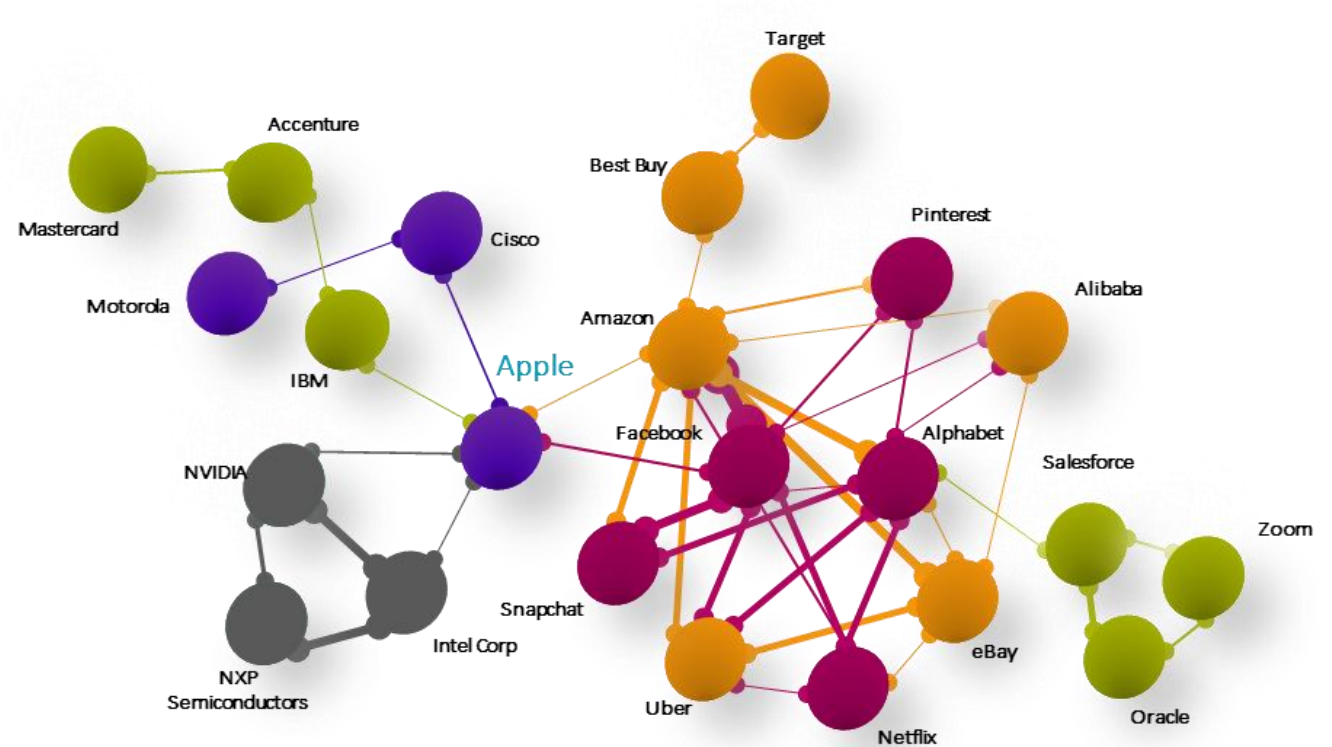 Target
Accenture
Best Buy
Mastercard
Pinterest
Cisco
Motorola
Alibaba
Amazon
Apple
IBM
Facebook
Alphabet
NVIDIA
Salesforce
Zoom
Snapchat
Intel Corp
eBay
NXP
Semiconductors
Uber
Oracle
Netflix